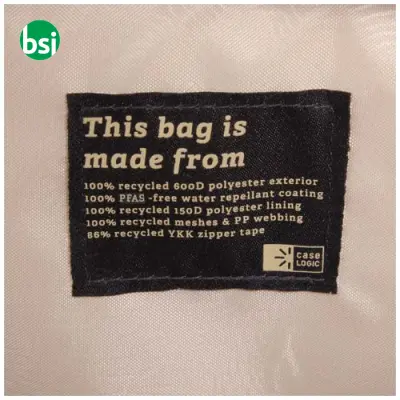 bsi
This bag is
made from
100% recycled 600D polyester exterior
100% PFAS -free water repellant coating
100% recycled 150D polyester lining
100% recycled meshes & PP webbing
86% recycled YKK zipper tape
case
LOGIC